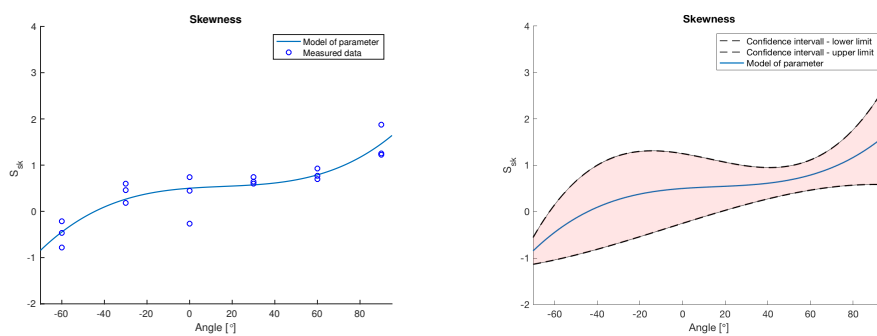 Skewness
4
3
2
1
0
-1
-2
S_sk
Model of parameter
Measured data
-60 -40 -20 0 20 40 60 80
Angle [°]
Skewness
4
3
2
1
0
-1
-2
S_sk
Confidence intervall - lower limit
Confidence intervall - upper limit
Model of parameter
-60 -40 -20 0 20 40 60 80
Angle [°]